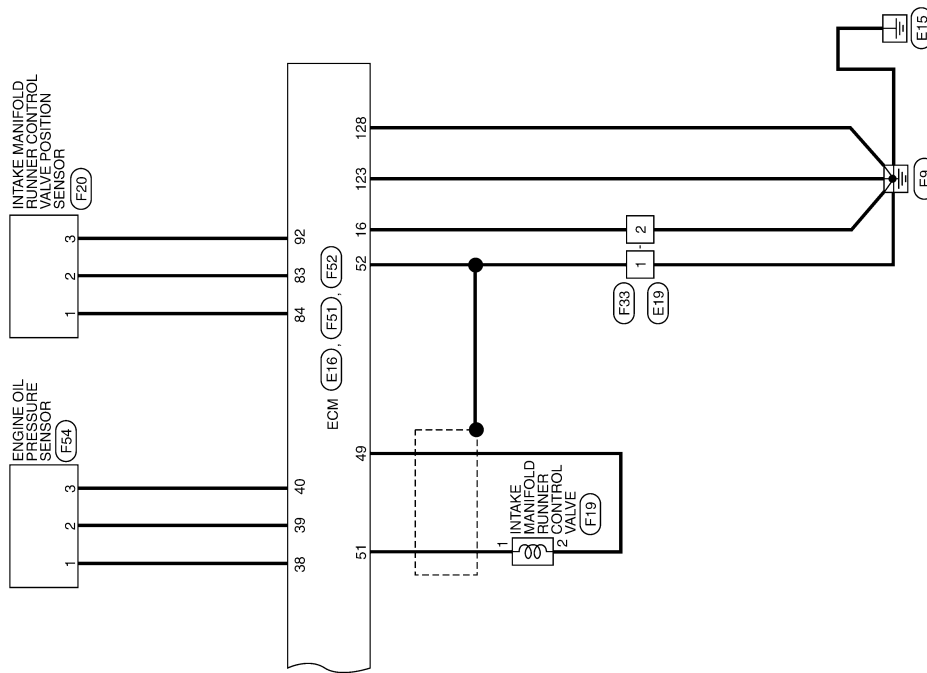 INTAKE MANIFOLD
RUNNER CONTROL
VALVE POSITION
SENSOR
F20
3
2
1
92
83
84
ENGINE OIL
PRESSURE
SENSOR
F54
3
2
1
40
39
38
ECM E16 , F51 , F52
128
123
16
52
49
51
2
-
1
F33
E19
1
2
INTAKE
MANIFOLD
RUNNER
CONTROL
VALVE
F19
E15
F9